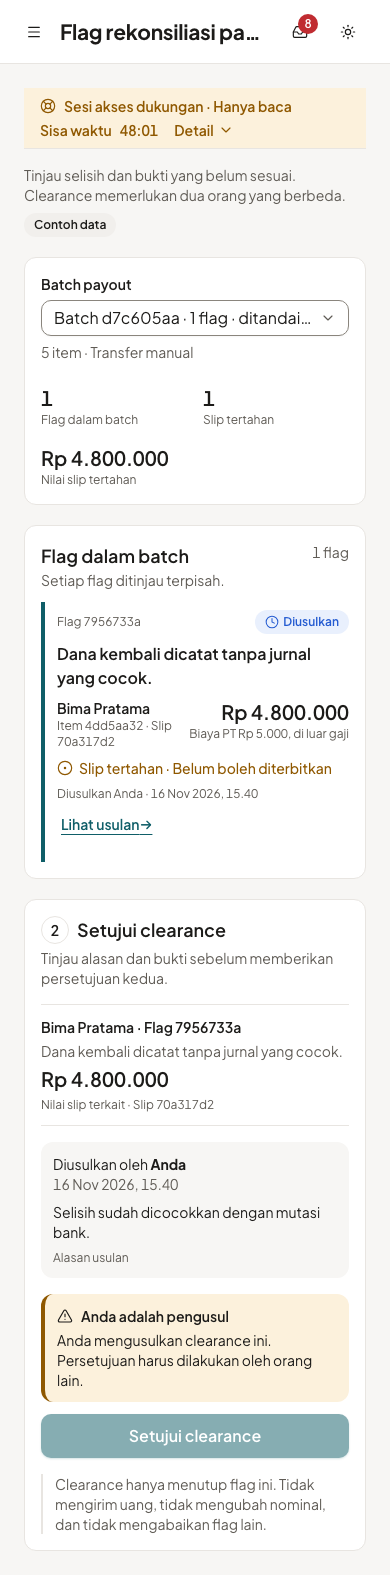 Flag rekonsiliasi pa...
8
Sesi akses dukungan · Hanya baca
Sisa waktu 48:01 Detail
Tinjau selisih dan bukti yang belum sesuai.
Clearance memerlukan dua orang yang berbeda.
Contoh data
Batch payout
Batch d7c605aa · 1 flag · ditandai...
5 item · Transfer manual
1
Flag dalam batch
1
Slip tertahan
Rp 4.800.000
Nilai slip tertahan
Flag dalam batch
1 flag
Setiap flag ditinjau terpisah.
Flag 7956733a
Diusulkan
Dana kembali dicatat tanpa jurnal
yang cocok.
Bima Pratama
Item 4dd5aa32 · Slip
70a317d2
Rp 4.800.000
Biaya PT Rp 5.000, di luar gaji
Slip tertahan · Belum boleh diterbitkan
Diusulkan Anda · 16 Nov 2026, 15.40
Lihat usulan→
2
Setujui clearance
Tinjau alasan dan bukti sebelum memberikan
persetujuan kedua.
Bima Pratama · Flag 7956733a
Dana kembali dicatat tanpa jurnal yang cocok.
Rp 4.800.000
Nilai slip terkait · Slip 70a317d2
Diusulkan oleh Anda
16 Nov 2026, 15.40
Selisih sudah dicocokkan dengan mutasi
bank.
Alasan usulan
Anda adalah pengusul
Anda mengusulkan clearance ini.
Persetujuan harus dilakukan oleh orang
lain.
Setujui clearance
Clearance hanya menutup flag ini. Tidak
mengirim uang, tidak mengubah nominal,
dan tidak mengabaikan flag lain.